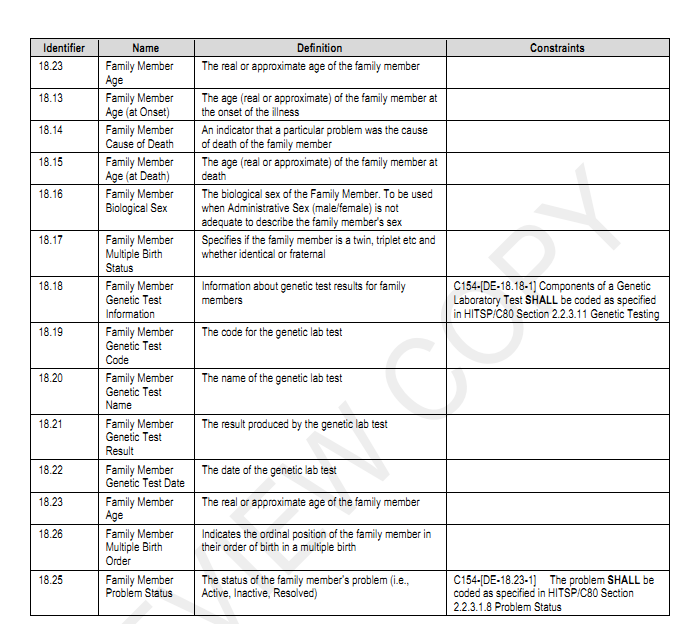 Identifier Name Definition Constraints
18.23 Family Member The real or approximate age of the family member
Age
18.13 Family Member The age (real or approximate) of the family member at
Age (at Onset) the onset of the illness
18.14 Family Member An indicator that a particular problem was the cause
Cause of Death of death of the family member
18.15 Family Member The age (real or approximate) of the family member at
Age (at Death) death
18.16 Family Member The biological sex of the Family Member. To be used
Biological Sex when Administrative Sex (male/female) is not
adequate to describe the family member's sex
18.17 Family Member Specifies if the family member is a twin, triplet etc and
Multiple Birth whether identical or fraternal
Status
18.18 Family Member Information about genetic test results for family C154-[DE-18.18-1] Components of a Genetic
Genetic Test members Laboratory Test SHALL be coded as specified
Information in HITSP/C80 Section 2.2.3.11 Genetic Testing
18.19 Family Member The code for the genetic lab test
Genetic Test
Code
18.20 Family Member The name of the genetic lab test
Genetic Test
Name
18.21 Family Member The result produced by the genetic lab test
Genetic Test
Result
18.22 Family Member The date of the genetic lab test
Genetic Test Date
18.23 Family Member The real or approximate age of the family member
Age
18.26 Family Member Indicates the ordinal position of the family member in
Multiple Birth their order of birth in a multiple birth
Order
18.25 Family Member The status of the family member's problem (i.e., C154-[DE-18.23-1] The problem SHALL be
Problem Status Active, Inactive, Resolved) coded as specified in HITSP/C80 Section
2.2.3.1.8 Problem Status
EVIEW COPY